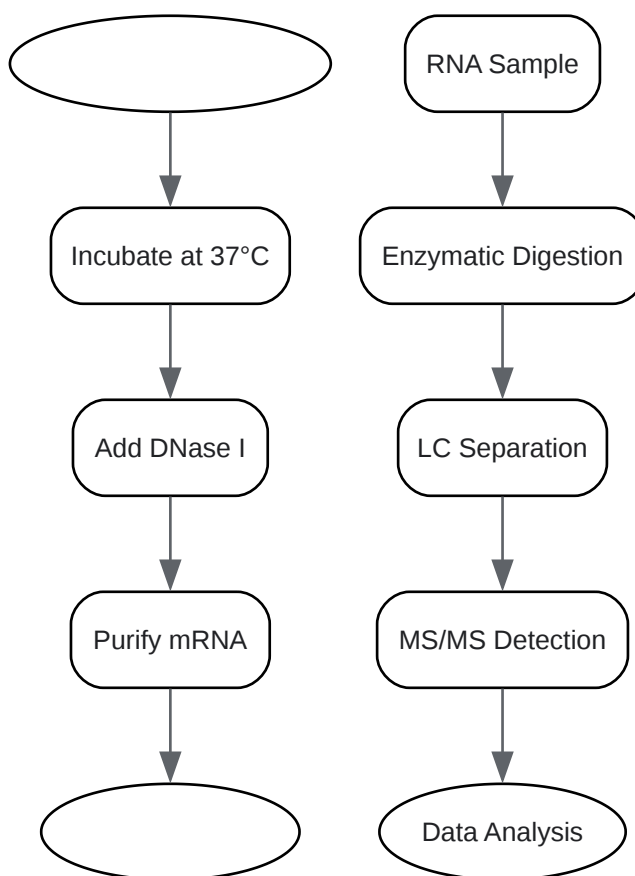 Incubate at 37°C
Add DNase I
Purify mRNA
RNA Sample
Enzymatic Digestion
LC Separation
MS/MS Detection
Data Analysis